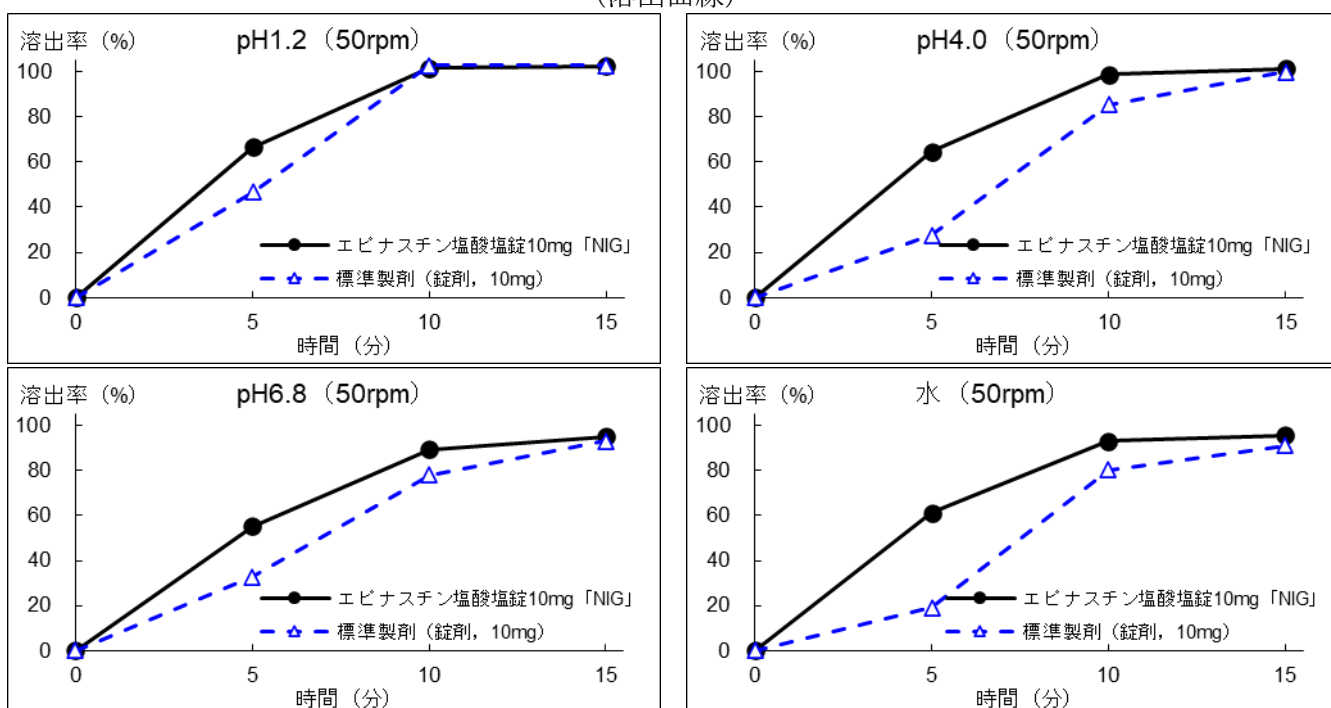 (溶出曲線)
溶出率（%）
pH1.2（50rpm）
100
80
60
40
20
0
エピナスチン塩酸塩錠10mg「NIG」
標準製剤（錠剤，10mg）
0 5 10 15
時間（分）
溶出率（%）
pH4.0（50rpm）
100
80
60
40
20
0
エピナスチン塩酸塩錠10mg「NIG」
標準製剤（錠剤，10mg）
0 5 10 15
時間（分）
溶出率（%）
pH6.8（50rpm）
100
80
60
40
20
0
エピナスチン塩酸塩錠10mg「NIG」
標準製剤（錠剤，10mg）
0 5 10 15
時間（分）
溶出率（%）
水（50rpm）
100
80
60
40
20
0
エピナスチン塩酸塩錠10mg「NIG」
標準製剤（錠剤，10mg）
0 5 10 15
時間（分）